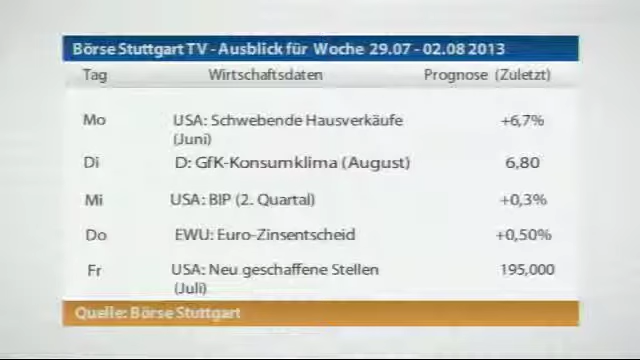 Börse Stuttgart TV - Ausblick für Woche 29.07 - 02.08 2013
Tag Wirtschaftsdaten Prognose (Zuletzt)
Mo USA: Schwebende Hausverkäufe +6,7%
(Juni)
Di D: GfK-Konsumklima (August) 6,80
Mi USA: BIP (2. Quartal) +0,3%
Do EWU: Euro-Zinsentscheid +0,50%
Fr USA: Neu geschaffene Stellen 195,000
(Juli)
Quelle: Börse Stuttgart